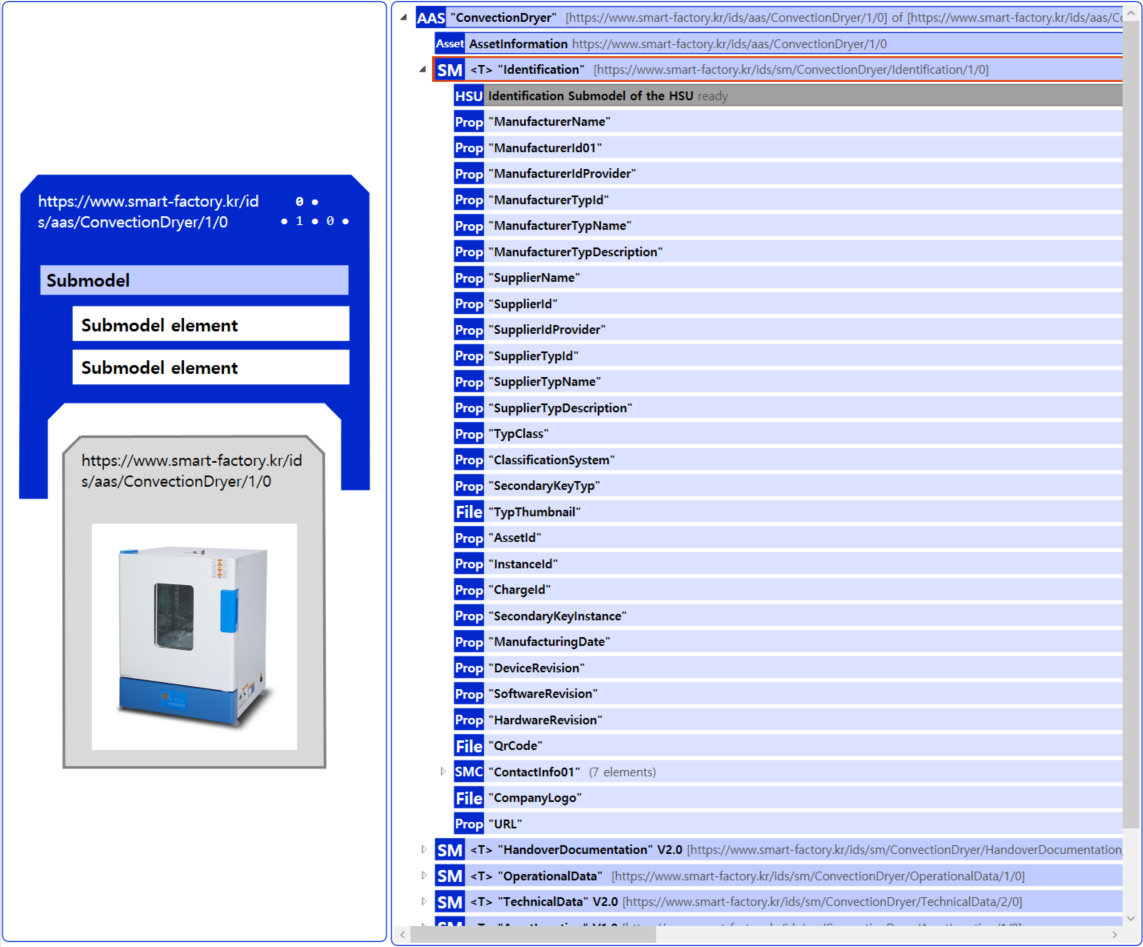 https://www.smart-factory.kr/id
s/aas/ConvectionDryer/1/0
0 ●
● 1 ● 0 ●
Submodel
Submodel element
Submodel element
https://www.smart-factory.kr/id
s/aas/ConvectionDryer/1/0
AAS "ConvectionDryer" [https://www.smart-factory.kr/ids/aas/ConvectionDryer/1/0] of [https://www.smart-factory.kr/ids/aas/Co
Asset AssetInformation https://www.smart-factory.kr/ids/aas/ConvectionDryer/1/0
SM <T> "Identification" [https://www.smart-factory.kr/ids/sm/ConvectionDryer/Identification/1/0]
HSU Identification Submodel of the HSU ready
Prop "ManufacturerName"
Prop "ManufacturerId01"
Prop "ManufacturerIdProvider"
Prop "ManufacturerTypId"
Prop "ManufacturerTypName"
Prop "ManufacturerTypDescription"
Prop "SupplierName"
Prop "SupplierId"
Prop "SupplierIdProvider"
Prop "SupplierTypId"
Prop "SupplierTypName"
Prop "SupplierTypDescription"
Prop "TypClass"
Prop "ClassificationSystem"
Prop "SecondaryKeyTyp"
File "TypThumbnail"
Prop "AssetId"
Prop "InstanceId"
Prop "ChargeId"
Prop "SecondaryKeyInstance"
Prop "ManufacturingDate"
Prop "DeviceRevision"
Prop "SoftwareRevision"
Prop "HardwareRevision"
File "QrCode"
SMC "ContactInfo01" (7 elements)
File "CompanyLogo"
Prop "URL"
SM <T> "HandoverDocumentation" V2.0 [https://www.smart-factory.kr/ids/sm/ConvectionDryer/HandoverDocumentation
SM <T> "OperationalData" [https://www.smart-factory.kr/ids/sm/ConvectionDryer/OperationalData/1/0]
SM <T> "TechnicalData" V2.0 [https://www.smart-factory.kr/ids/sm/ConvectionDryer/TechnicalData/2/0]